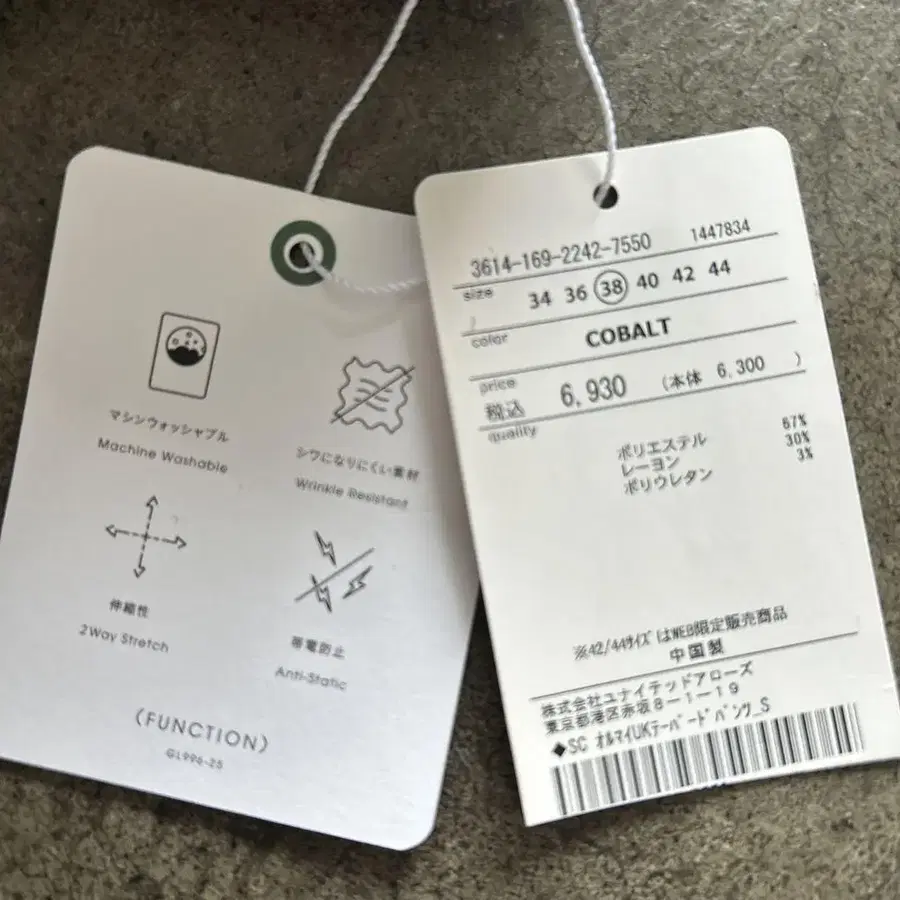 マシンウォッシャブル
Machine Washable
シワになりにくい素材
Wrinkle Resistant
伸縮性
2Way Stretch
帯電防止
Anti-Static
(FUNCTION)
GL996-25
3614-169-2242-7550 1447834
size 34 36 38 40 42 44
color COBALT
price
税込 6,930 (本体 6,300 )
quality
ポリエステル 67%
レーヨン 30%
ポリウレタン 3%
※42/44サイズはWEB限定販売商品
中国製
株式会社ユナイテッドアローズ
東京都港区赤坂8-1-19
◆SC オルマイUKテーパードパンツ_S